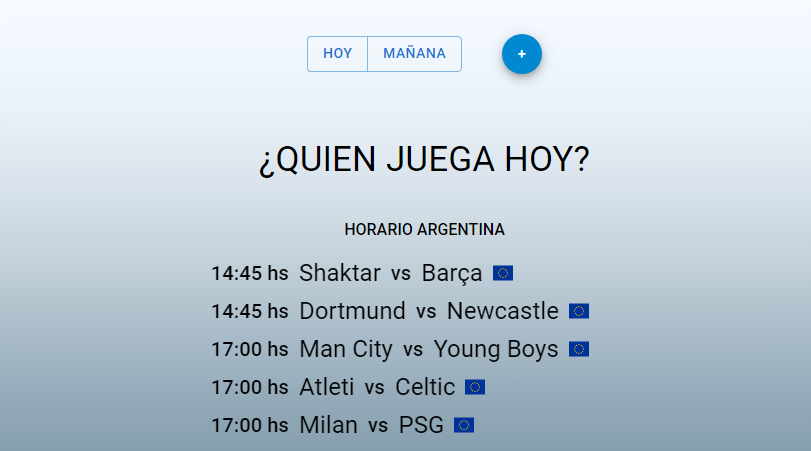 HOY MAÑANA +
¿QUIEN JUEGA HOY?
HORARIO ARGENTINA
14:45 hs Shaktar vs Barça
14:45 hs Dortmund vs Newcastle
17:00 hs Man City vs Young Boys
17:00 hs Atleti vs Celtic
17:00 hs Milan vs PSG